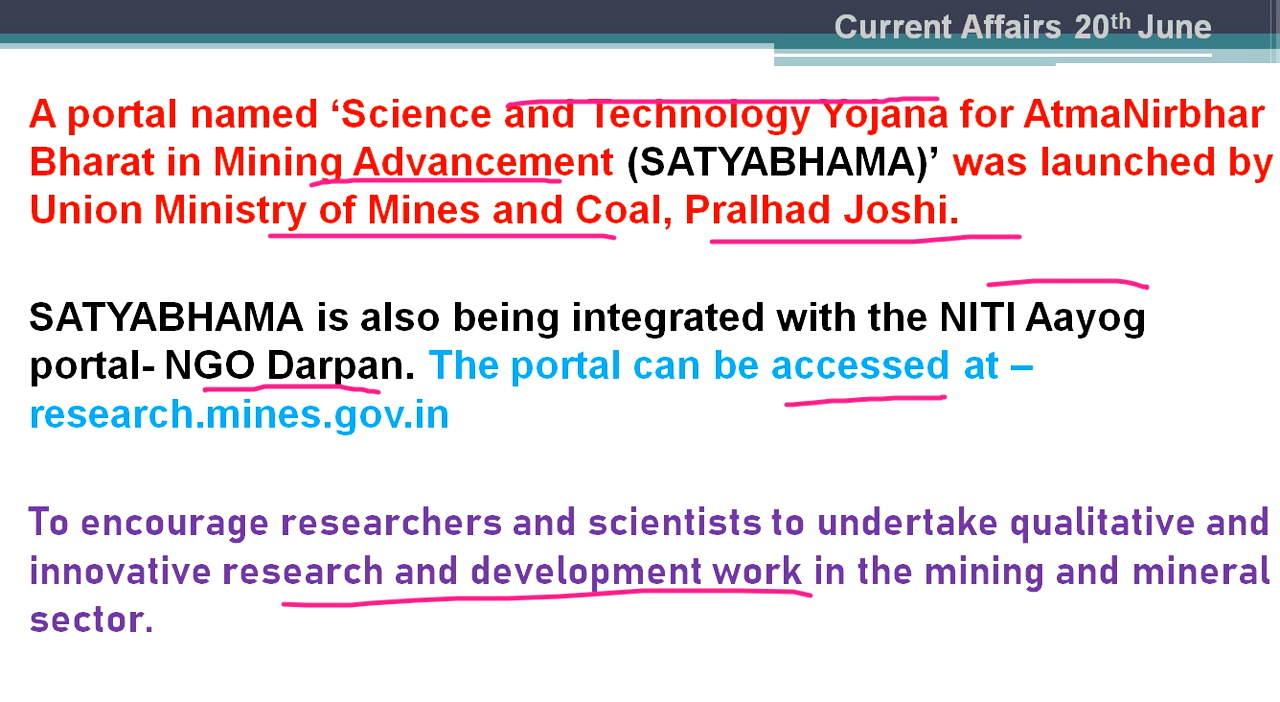 Current Affairs 20th June
A portal named ‘Science and Technology Yojana for AtmaNirbhar
Bharat in Mining Advancement (SATYABHAMA)’ was launched by
Union Ministry of Mines and Coal, Pralhad Joshi.
SATYABHAMA is also being integrated with the NITI Aayog
portal- NGO Darpan. The portal can be accessed at –
research.mines.gov.in
To encourage researchers and scientists to undertake qualitative and
innovative research and development work in the mining and mineral
sector.